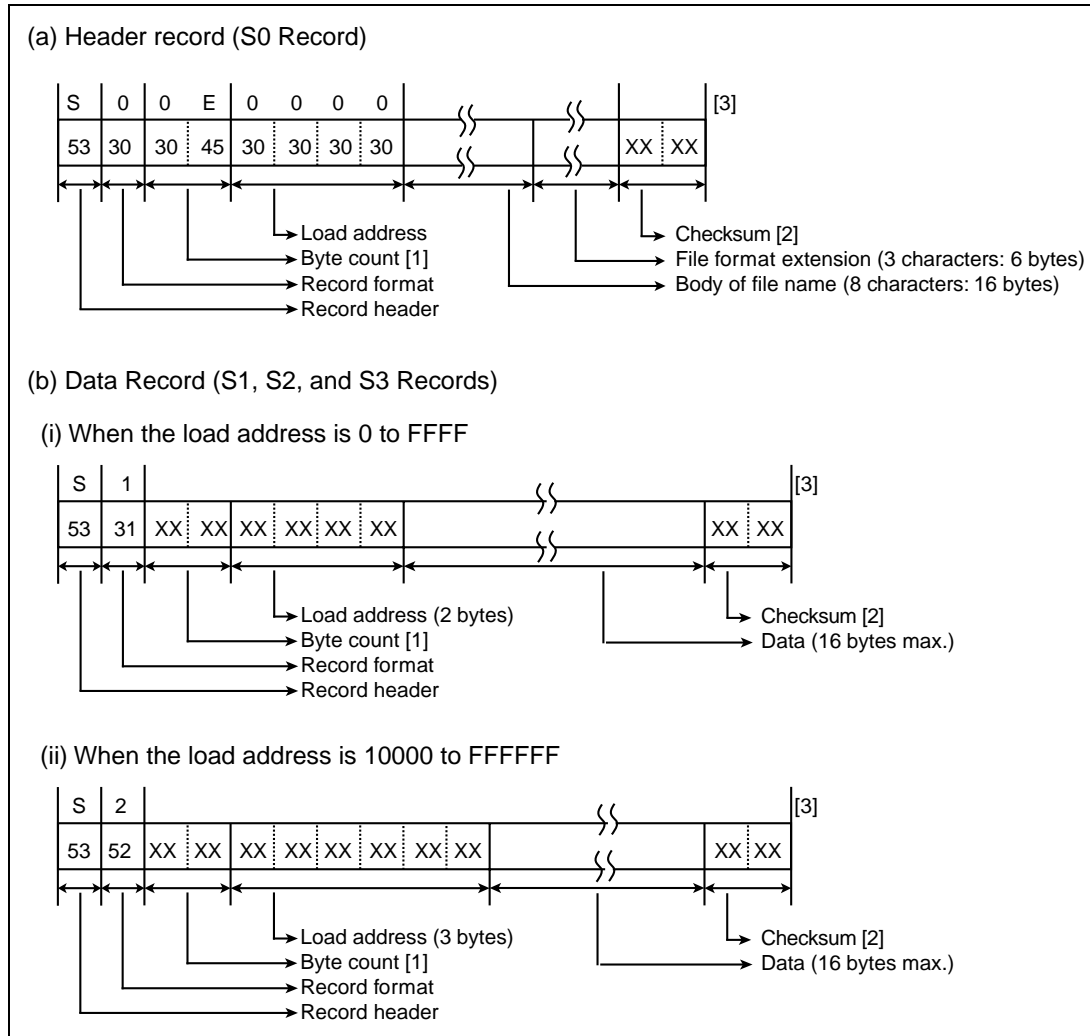 (a) Header record (S0 Record)
S 0 0 E 0 0 0 0 [3]
53 30 30 45 30 30 30 30 XX XX
Load address
Byte count [1]
Record format
Record header
Checksum [2]
File format extension (3 characters: 6 bytes)
Body of file name (8 characters: 16 bytes)
(b) Data Record (S1, S2, and S3 Records)
(i) When the load address is 0 to FFFF
S 1 [3]
53 31 XX XX XX XX XX XX XX XX
Load address (2 bytes)
Byte count [1]
Record format
Record header
Checksum [2]
Data (16 bytes max.)
(ii) When the load address is 10000 to FFFFFF
S 2 [3]
53 52 XX XX XX XX XX XX XX XX XX XX
Load address (3 bytes)
Byte count [1]
Record format
Record header
Checksum [2]
Data (16 bytes max.)